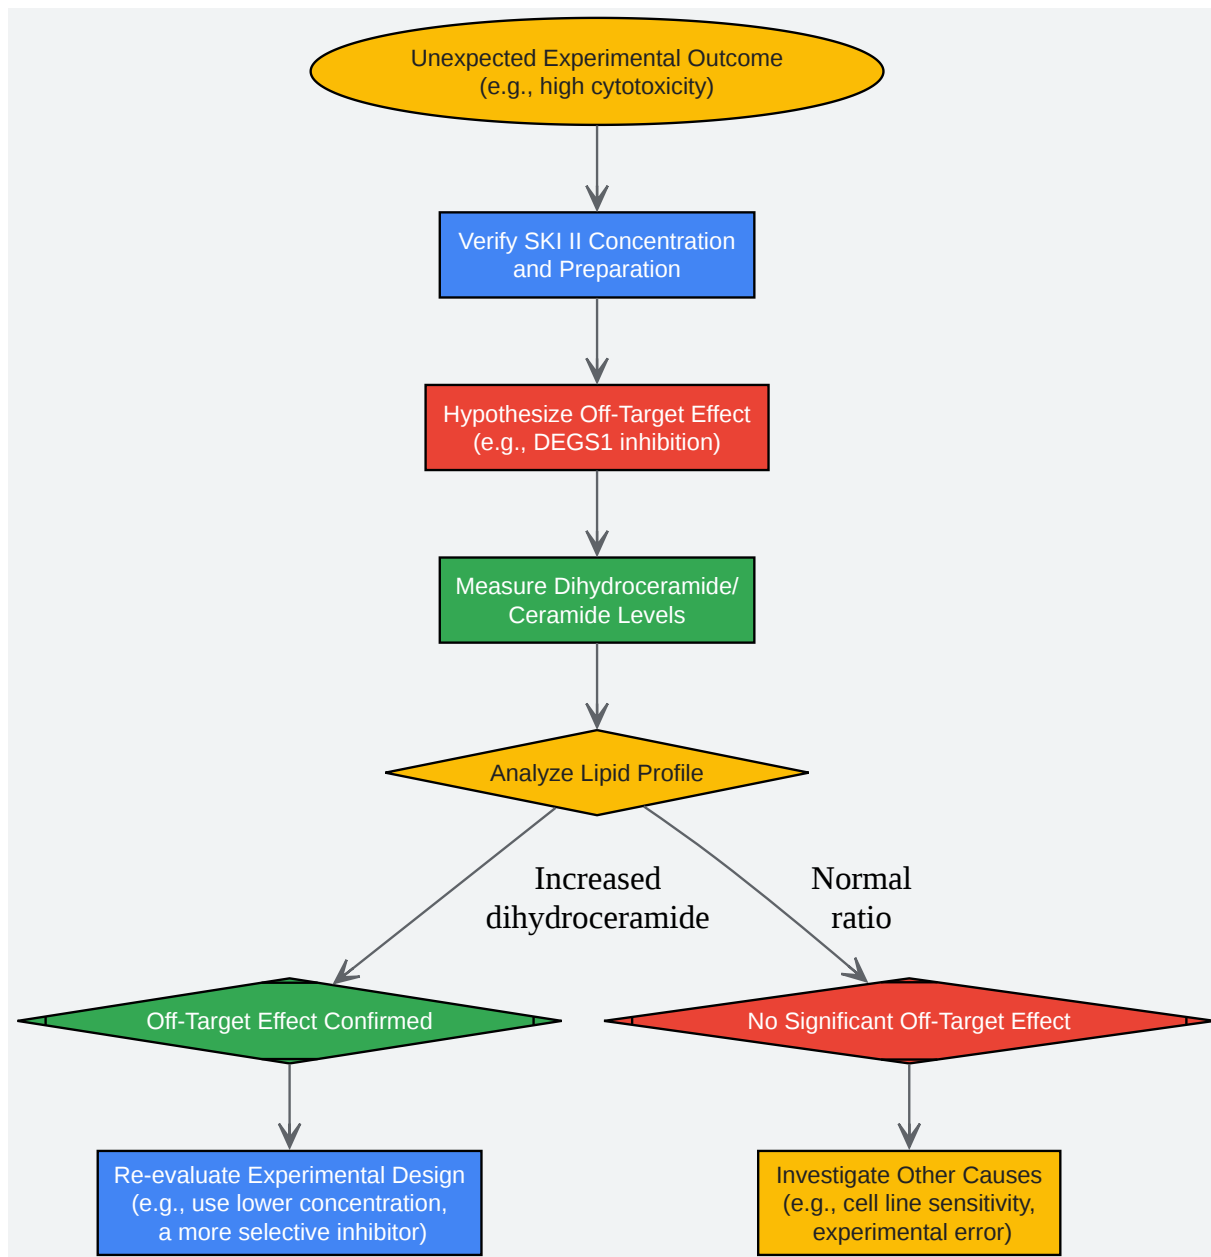 Unexpected Experimental Outcome
(e.g., high cytotoxicity)
Verify SKI II Concentration
and Preparation
Hypothesize Off-Target Effect
(e.g., DEGS1 inhibition)
Measure Dihydroceramide/
Ceramide Levels
Analyze Lipid Profile
Increased
dihydroceramide
Normal
ratio
Off-Target Effect Confirmed
No Significant Off-Target Effect
Re-evaluate Experimental Design
(e.g., use lower concentration,
a more selective inhibitor)
Investigate Other Causes
(e.g., cell line sensitivity,
experimental error)